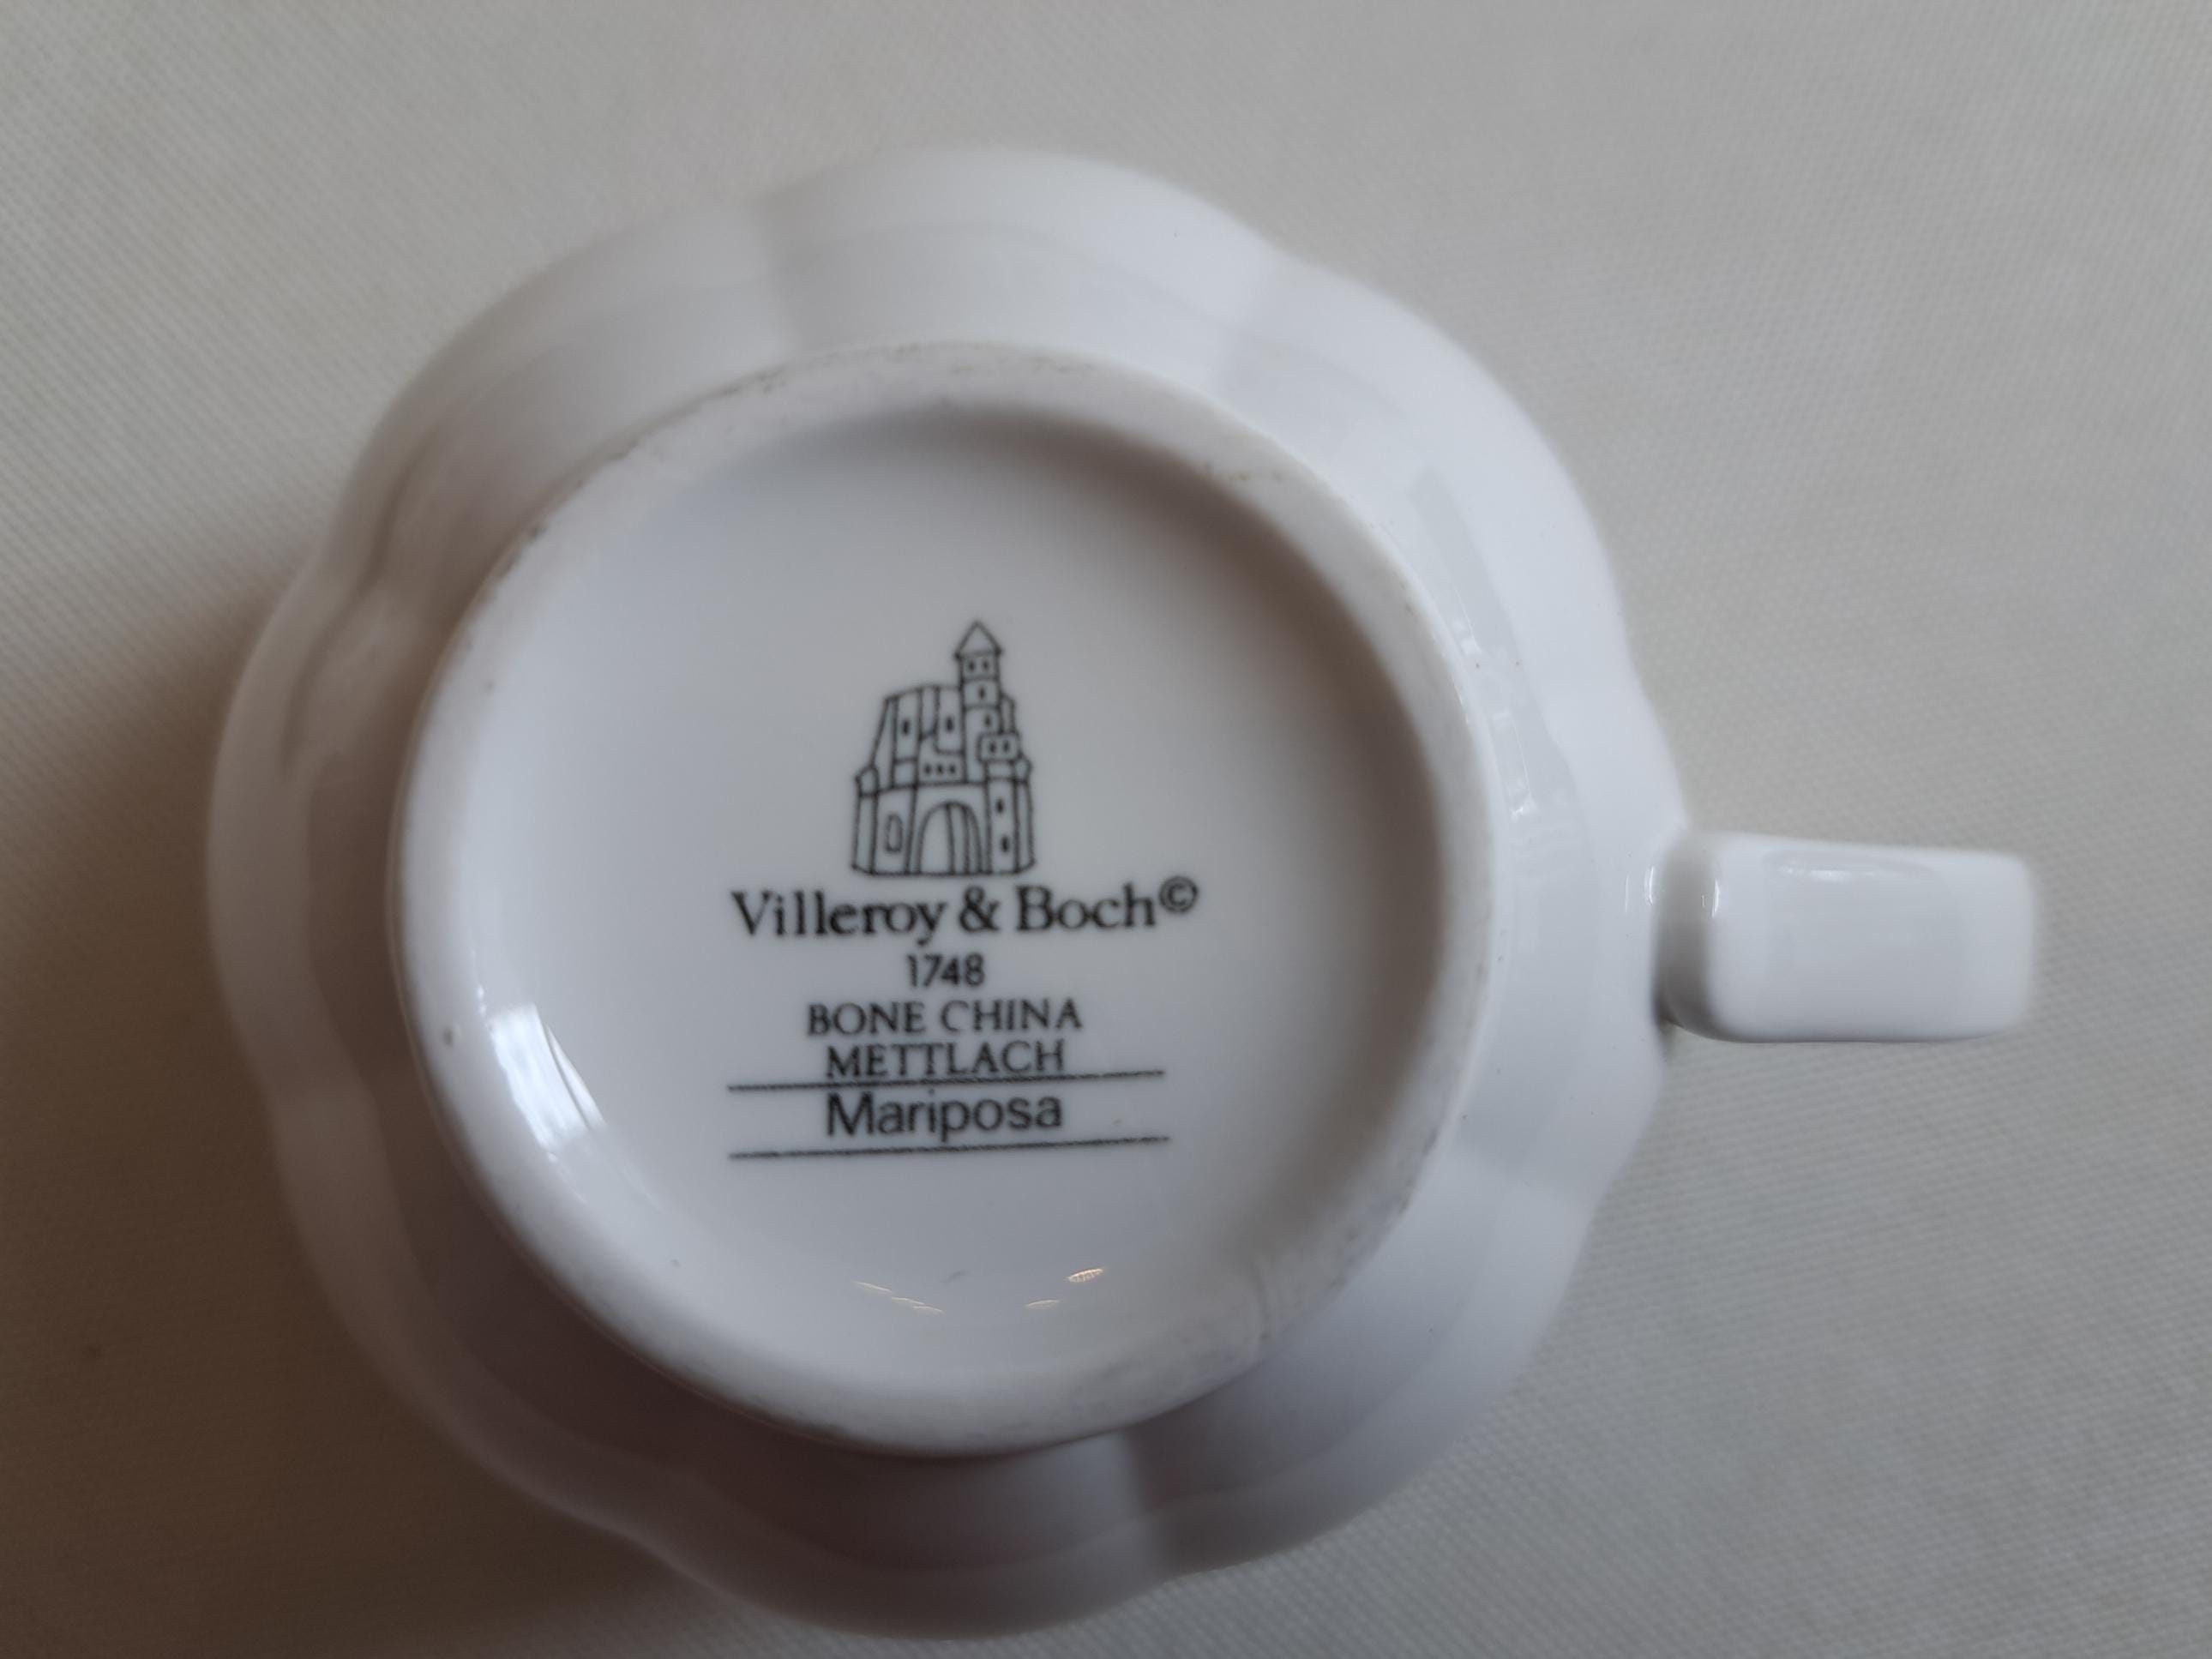 Villeroy & Boch©
1748
BONE CHINA
METTLACH
Mariposa